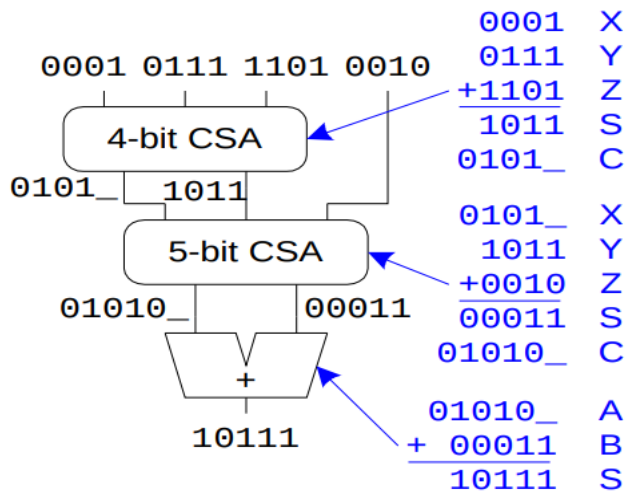 0001 0111 1101 0010
4-bit CSA
0101_ 1011
5-bit CSA
01010_ 00011
+
10111
0001 X
0111 Y
+1101 Z
1011 S
0101_ C
0101_ X
1011 Y
+0010 Z
00011 S
01010_ C
01010_ A
+ 00011 B
10111 S